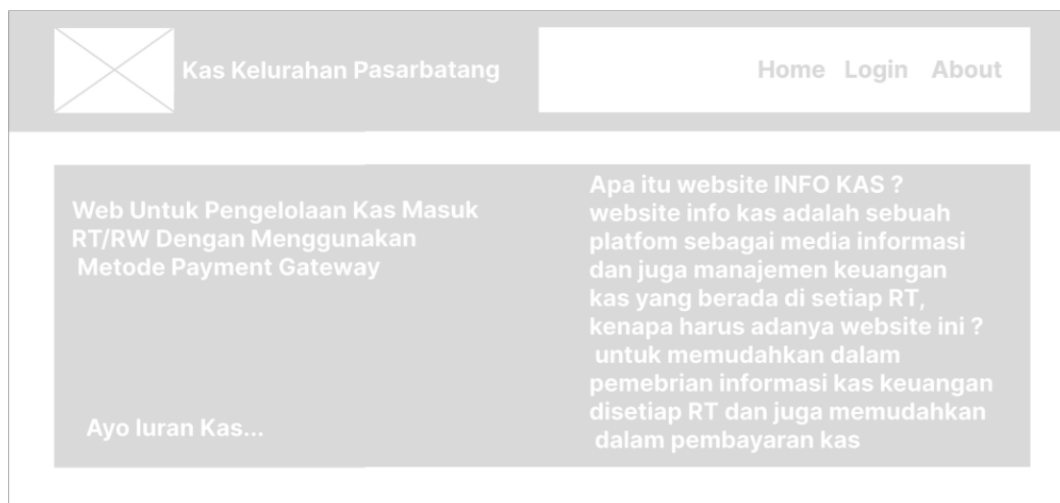 Kas Kelurahan Pasarbatang
Home Login About
Web Untuk Pengelolaan Kas Masuk
RT/RW Dengan Menggunakan
Metode Payment Gateway
Ayo Iuran Kas...
Apa itu website INFO KAS ?
website info kas adalah sebuah
platfom sebagai media informasi
dan juga manajemen keuangan
kas yang berada di setiap RT,
kenapa harus adanya website ini ?
untuk memudahkan dalam
pemebrian informasi kas keuangan
disetiap RT dan juga memudahkan
dalam pembayaran kas